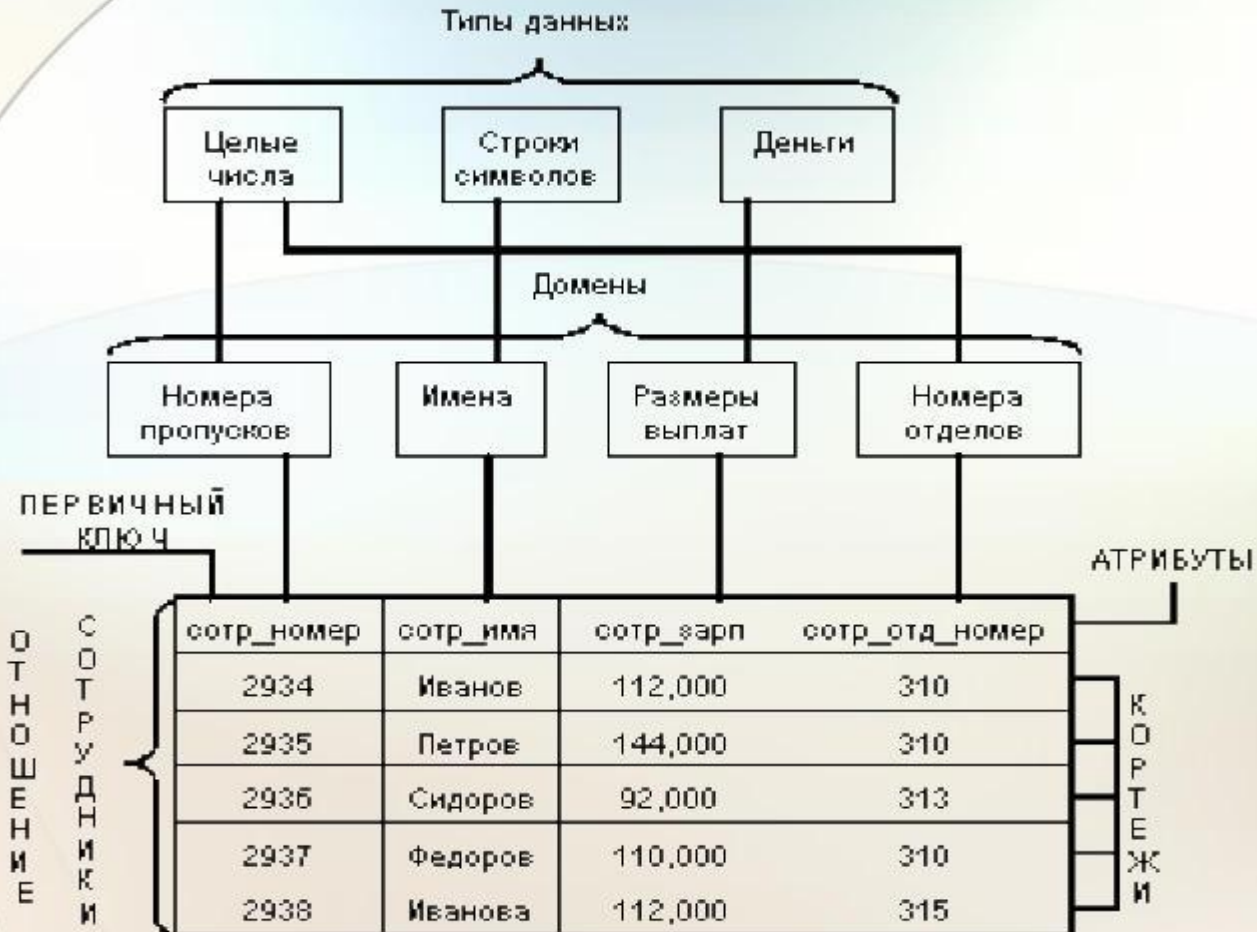 Типы данных
Целые
числа
Строки
символов
Деньги
Домены
Номера
пропусков
Имена
Размеры
выплат
Номера
отделов
ПЕРВИЧНЫЙ
КЛЮЧ
АТРИБУТЫ
ОТНОШЕНИЕ
СОТРУДНИКИ
сотр_номер сотр_имя сотр_зарп сотр_отд_номер
2934 Иванов 112,000 310
2935 Петров 144,000 310
2936 Сидоров 92,000 313
2937 Федоров 110,000 310
2938 Иванова 112,000 315
КОРТЕЖИ